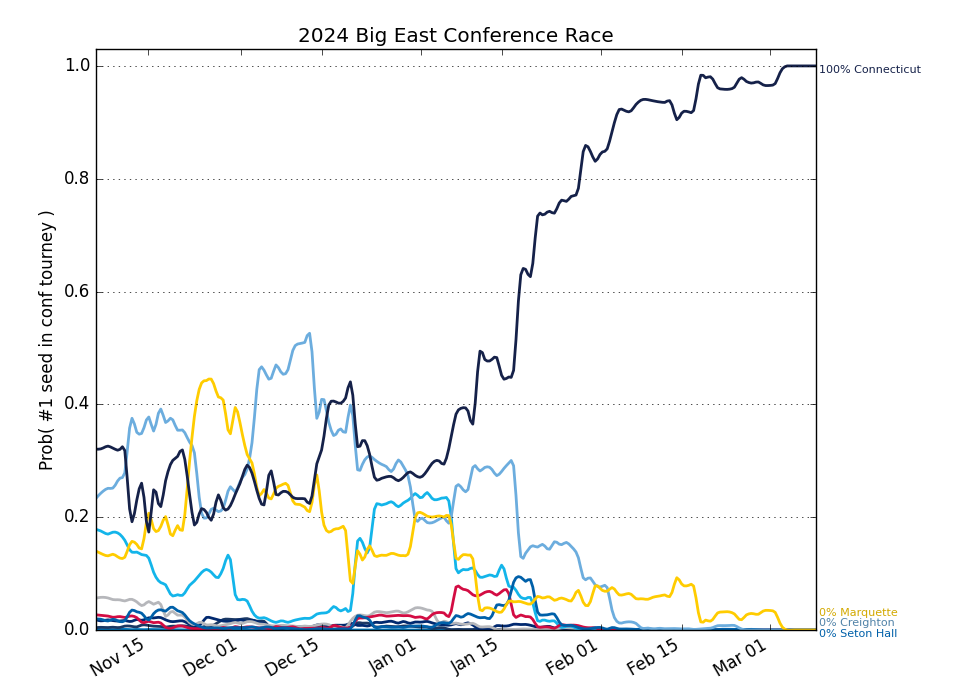 2024 Big East Conference Race
Prob( #1 seed in conf tourney )
1.0
0.8
0.6
0.4
0.2
0.0
Nov 15
Dec 01
Dec 15
Jan 01
Jan 15
Feb 01
Feb 15
Mar 01
100% Connecticut
0% Marquette
0% Creighton
0% Seton Hall